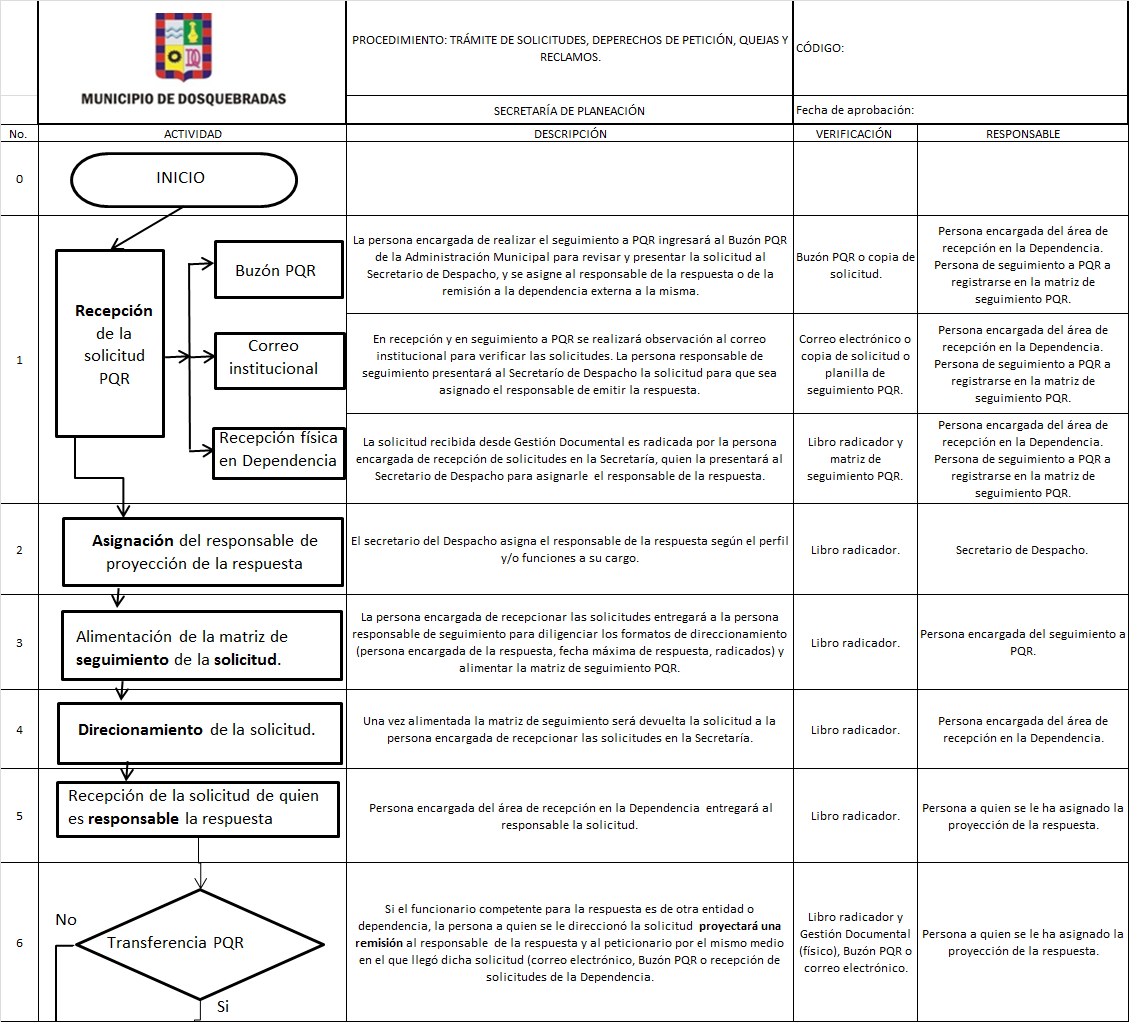 PROCEDIMIENTO: TRÁMITE DE SOLICITUDES, DEPERECHOS DE PETICIÓN, QUEJAS Y
RECLAMOS.
CÓDIGO:
MUNICIPIO DE DOSQUEBRADAS
SECRETARÍA DE PLANEACIÓN
Fecha de aprobación:
No.
ACTIVIDAD
DESCRIPCIÓN
VERIFICACIÓN
RESPONSABLE
0
INICIO
1
Recepción
de la
solicitud
PQR
Buzón PQR
La persona encargada de realizar el seguimiento a PQR ingresará al Buzón PQR
de la Administración Municipal para revisar y presentar la solicitud al
Secretario de Despacho, y se asigne al responsable de la respuesta o de la
remisión a la dependencia externa a la misma.
Buzón PQR o copia de
solicitud.
Persona encargada del área de
recepción en la Dependencia.
Persona de seguimiento a PQR a
registrarse en la matriz de
seguimiento PQR.
Correo
institucional
En recepción y en seguimiento a PQR se realizará observación al correo
institucional para verificar las solicitudes. La persona responsable de
seguimiento presentará al Secretarío de Despacho la solicitud para que sea
asignado el responsable de emitir la respuesta.
Correo electrónico o
copia de solicitud o
planilla de
seguimiento PQR.
Persona encargada del área de
recepción en la Dependencia.
Persona de seguimiento a PQR a
registrarse en la matriz de
seguimiento PQR.
Recepción física
en Dependencia
La solicitud recibida desde Gestión Documental es radicada por la persona
encargada de recepción de solicitudes en la Secretaría, quien la presentará al
Secretario de Despacho para asignarle el responsable de la respuesta.
Libro radicador y
matriz de
seguimiento PQR.
Persona encargada del área de
recepción en la Dependencia.
Persona de seguimiento a PQR a
registrarse en la matriz de
seguimiento PQR.
2
Asignación del responsable de
proyección de la respuesta
El secretario del Despacho asigna el responsable de la respuesta según el perfil
y/o funciones a su cargo.
Libro radicador.
Secretario de Despacho.
3
Alimentación de la matriz de
seguimiento de la solicitud.
La persona encargada de recepcionar las solicitudes entregará a la persona
responsable de seguimiento para diligenciar los formatos de direccionamiento
(persona encargada de la respuesta, fecha máxima de respuesta, radicados) y
alimentar la matriz de seguimiento PQR.
Libro radicador.
Persona encargada del seguimiento a
PQR.
4
Direcionamiento de la solicitud.
Una vez alimentada la matriz de seguimiento será devuelta la solicitud a la
persona encargada de recepcionar las solicitudes en la Secretaría.
Libro radicador.
Persona encargada del área de
recepción en la Dependencia.
5
Recepción de la solicitud de quien
es responsable la respuesta
Persona encargada del área de recepción en la Dependencia entregará al
responsable la solicitud.
Libro radicador.
Persona a quien se le ha asignado la
proyección de la respuesta.
6
No
Transferencia PQR
Si
Si el funcionario competente para la respuesta es de otra entidad o
dependencia, la persona a quien se le direccionó la solicitud proyectará una
remisión al responsable de la respuesta y al peticionario por el mismo medio
en el que llegó dicha solicitud (correo electrónico, Buzón PQR o recepción de
solicitudes de la Dependencia.
Libro radicador y
Gestión Documental
(físico), Buzón PQR o
correo electrónico.
Persona a quien se le ha asignado la
proyección de la respuesta.